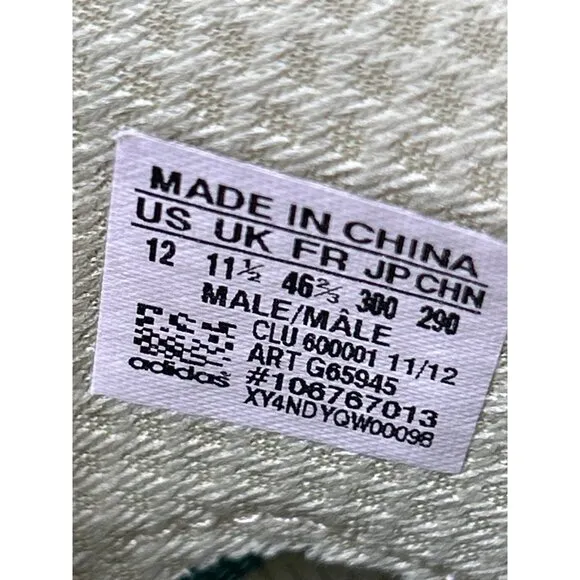 MADE IN CHINA
US UK FR JP CHN
12 11½ 46⅔ 300 290
MALE/MÂLE
CLU 600001 11/12
ART G65945
#106767013
XY4NDYQW00098
adidas